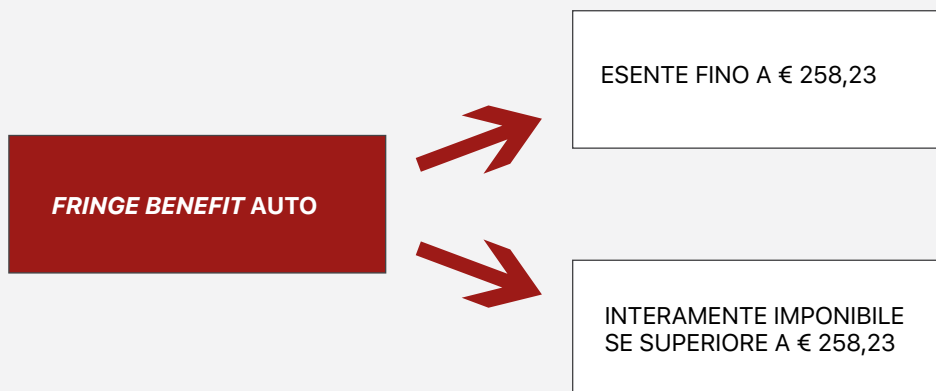 FRINGE BENEFIT AUTO
ESENTE FINO A € 258,23
INTERAMENTE IMPONIBILE
SE SUPERIORE A € 258,23